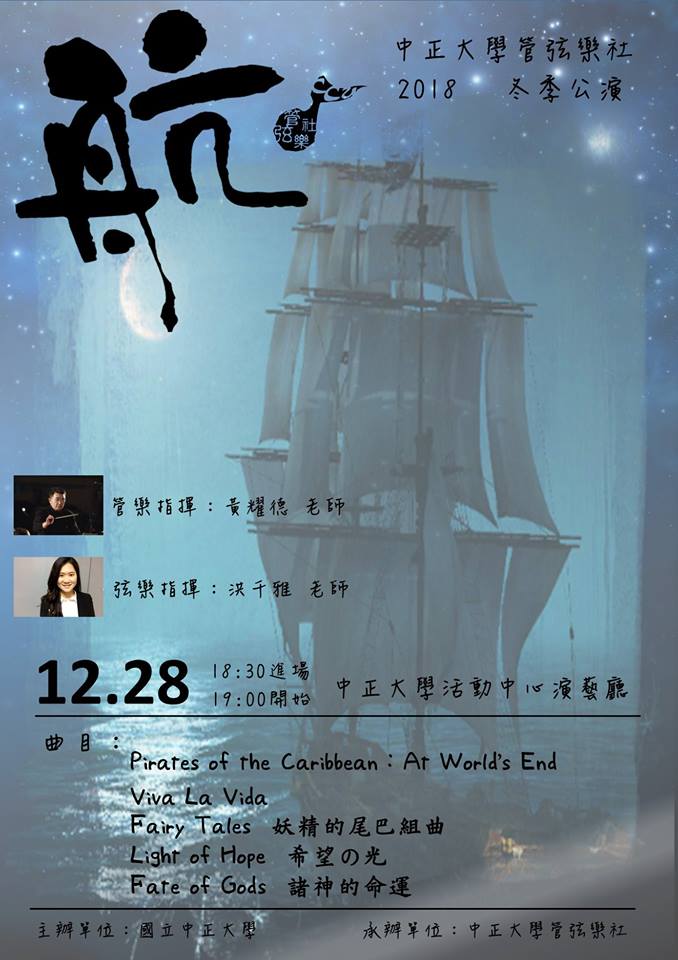 航
管弦樂社
中正大學管弦樂社
2018 冬季公演
管樂指揮：黃耀德 老師
弦樂指揮：洪千雅 老師
12.28
18:30進場
19:00開始
中正大學活動中心演藝廳
曲目：
Pirates of the Caribbean：At World's End
Viva La Vida
Fairy Tales 妖精的尾巴組曲
Light of Hope 希望の光
Fate of Gods 諸神的命運
主辦單位：國立中正大學
承辦單位：中正大學管弦樂社